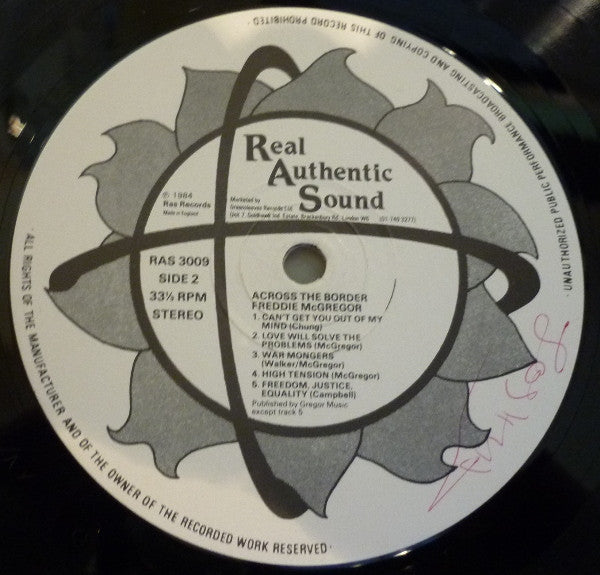 Real
Authentic
Sound
℗ 1984
Ras Records
Made in England
Marketed by
Greensleeves Records Ltd.
Unit 7, Goldhawk Ind. Estate, Brackenbury Rd, London W6 (01-749 3277)
RAS 3009
SIDE 2
33⅓ RPM
STEREO
ACROSS THE BORDER
FREDDIE McGREGOR
1. CAN'T GET YOU OUT OF MY
MIND (Chung)
2. LOVE WILL SOLVE THE
PROBLEMS (McGregor)
3. WAR MONGERS
(Walker/McGregor)
4. HIGH TENSION (McGregor)
5. FREEDOM, JUSTICE,
EQUALITY (Campbell)
Published by Gregor Music
except track 5
ALL RIGHTS OF THE MANUFACTURER AND OF THE OWNER OF THE RECORDED WORK RESERVED ·
UNAUTHORIZED PUBLIC PERFORMANCE BROADCASTING AND COPYING OF THIS RECORD PROHIBITED ·